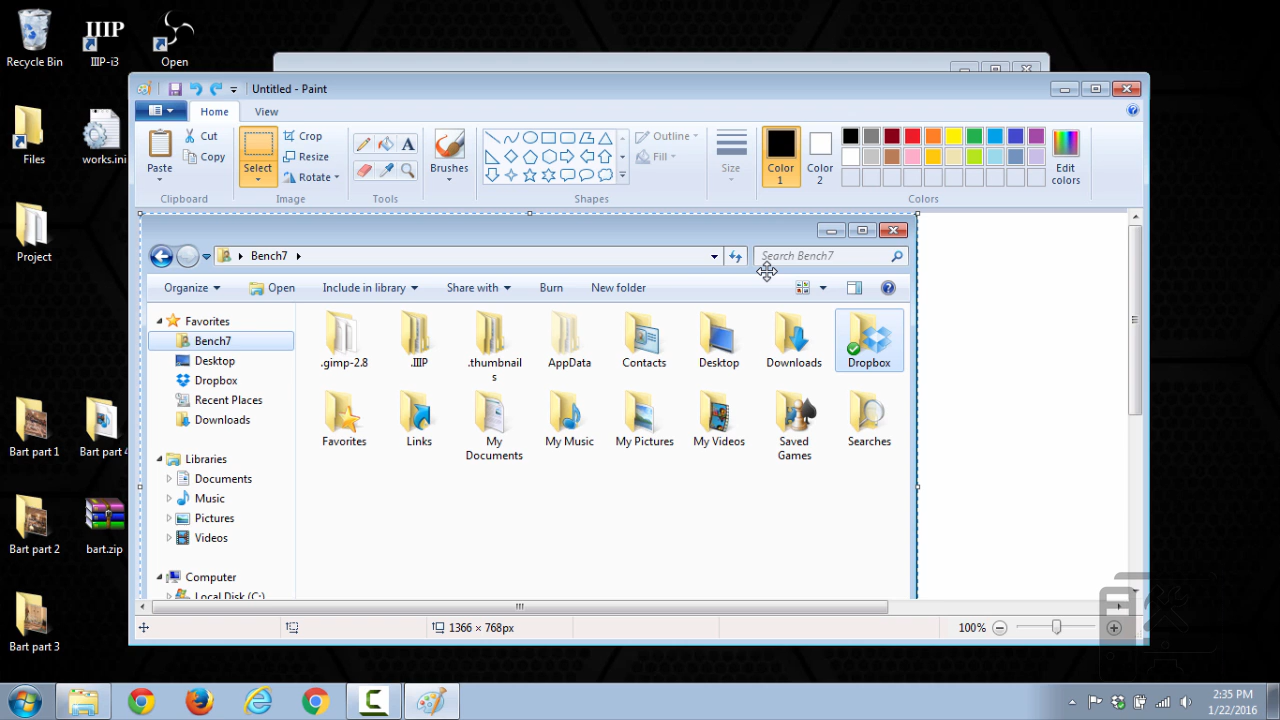 Recycle Bin
IIIP
IIIP-i3
Open
Files
works.ini
Project
Bart part 1
Bart part 4
Bart part 2
bart.zip
Bart part 3
Untitled - Paint
Home
View
Paste
Cut
Copy
Clipboard
Select
Crop
Resize
Rotate
Image
A
Tools
Brushes
Shapes
Outline
Fill
Size
Color
1
Color
2
Edit
colors
Colors
Bench7
Search Bench7
Organize
Open
Include in library
Share with
Burn
New folder
Favorites
Bench7
Desktop
Dropbox
Recent Places
Downloads
Libraries
Documents
Music
Pictures
Videos
Computer
Local Disk (C:)
.gimp-2.8
.IIIP
.thumbnail
s
AppData
Contacts
Desktop
Downloads
Dropbox
Favorites
Links
My
Documents
My Music
My Pictures
My Videos
Saved
Games
Searches
1366 × 768px
100%
2:35 PM
1/22/2016